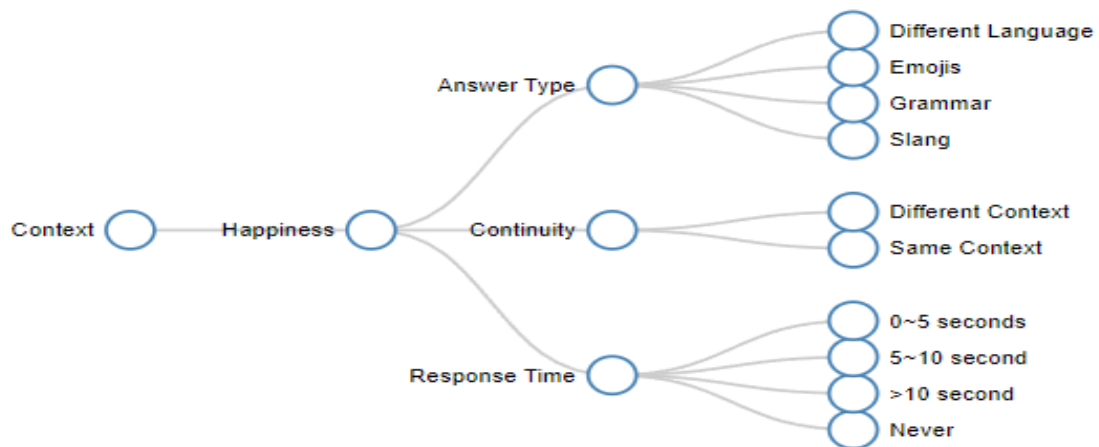 Different Language
Emojis
Answer Type
Grammar
Slang
Different Context
Context
Happiness
Continuity
Same Context
0~5 seconds
5~10 second
Response Time
>10 second
Never